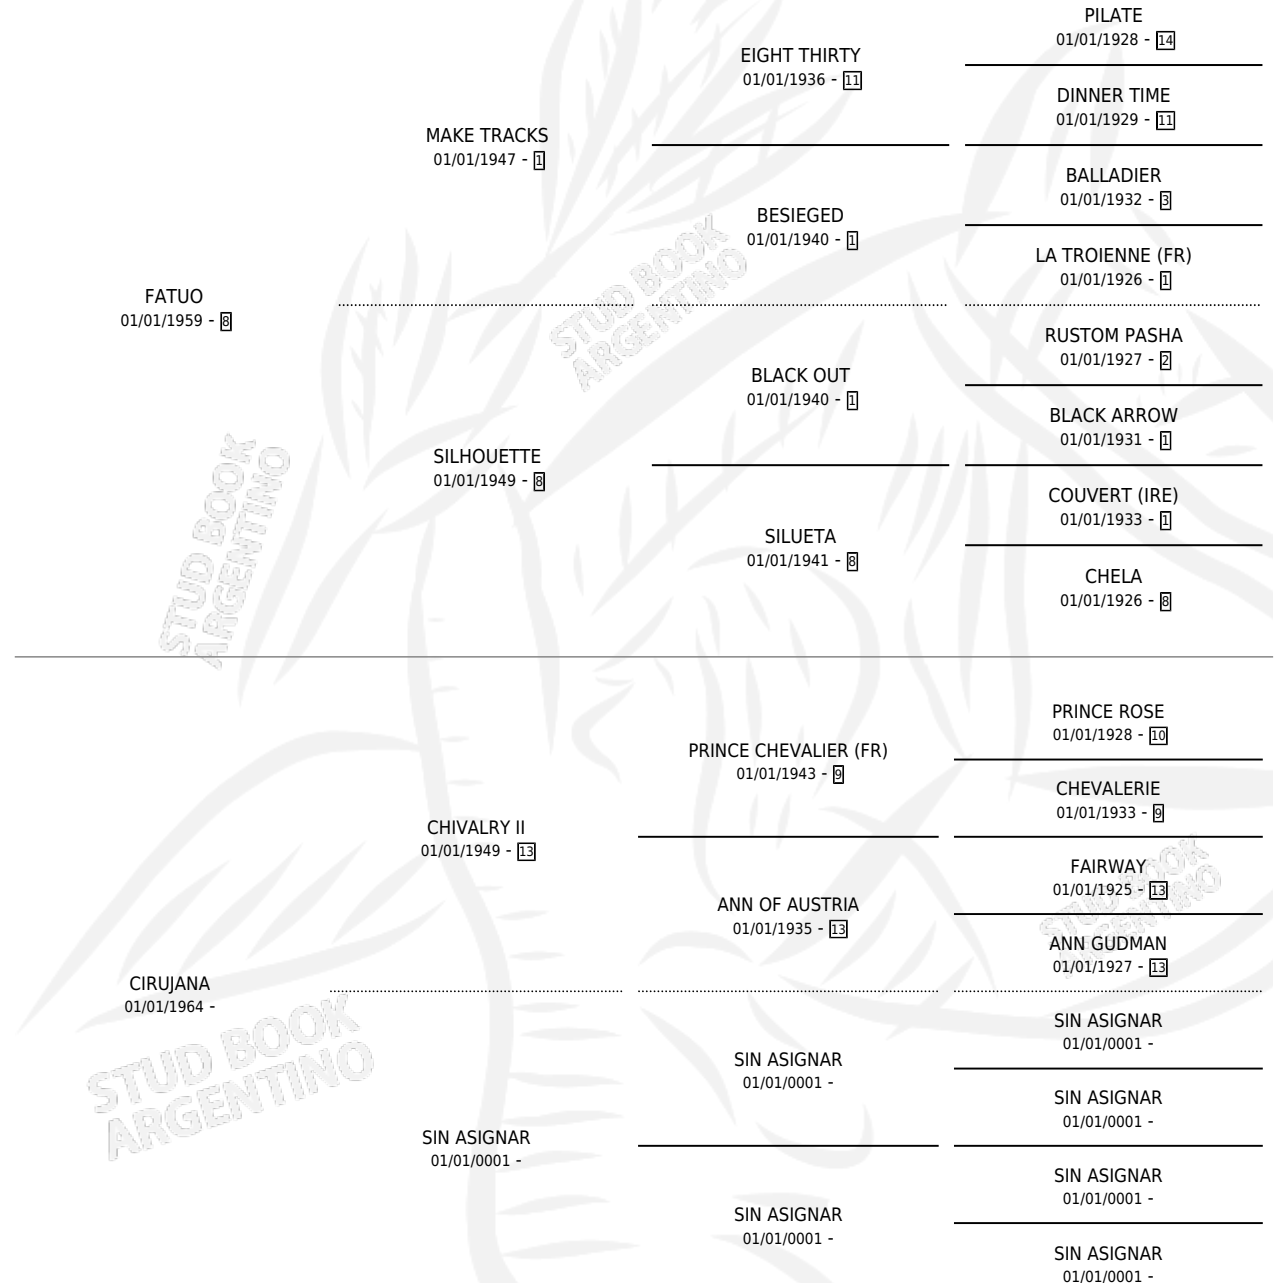 PILATE
01/01/1928 - 14
EIGHT THIRTY
01/01/1936 - 11
DINNER TIME
01/01/1929 - 11
MAKE TRACKS
01/01/1947 - 1
BALLADIER
01/01/1932 - 3
BESIEGED
01/01/1940 - 1
LA TROIENNE (FR)
01/01/1926 - 1
FATUO
01/01/1959 - 8
RUSTOM PASHA
01/01/1927 - 2
BLACK OUT
01/01/1940 - 1
BLACK ARROW
01/01/1931 - 1
SILHOUETTE
01/01/1949 - 8
COUVERT (IRE)
01/01/1933 - 1
SILUETA
01/01/1941 - 8
CHELA
01/01/1926 - 8
PRINCE ROSE
01/01/1928 - 10
PRINCE CHEVALIER (FR)
01/01/1943 - 9
CHEVALERIE
01/01/1933 - 9
CHIVALRY II
01/01/1949 - 13
FAIRWAY
01/01/1925 - 13
ANN OF AUSTRIA
01/01/1935 - 13
ANN GUDMAN
01/01/1927 - 13
CIRUJANA
01/01/1964 -
SIN ASIGNAR
01/01/0001 -
SIN ASIGNAR
01/01/0001 -
SIN ASIGNAR
01/01/0001 -
SIN ASIGNAR
01/01/0001 -
SIN ASIGNAR
01/01/0001 -
SIN ASIGNAR
01/01/0001 -
SIN ASIGNAR
01/01/0001 -
STUD BOOK
ARGENTINO
STUD BOOK
ARGENTINO
STUD BOOK
ARGENTINO
STUD BOOK
ARGENTINO